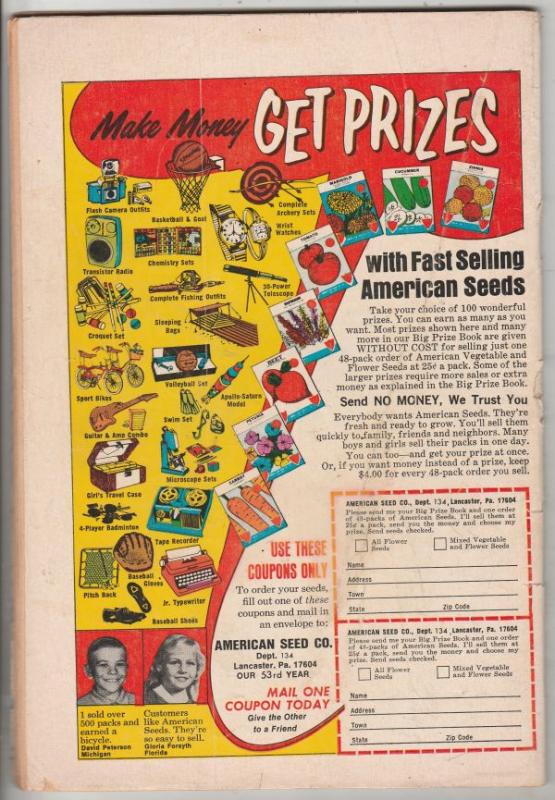 Make Money GET PRIZES
MARIGOLD
CUCUMBER
ZINNIA
TOMATO
BEET
PETUNIA
CARROT
Flash Camera Outfits
Basketball & Goal
Complete
Archery Sets
Wrist
Watches
Transistor Radio
Chemistry Sets
30-Power
Telescope
Complete Fishing Outfits
Croquet Set
Sleeping
Bags
Sport Bikes
Volleyball Set
Apollo-Saturn
Model
Swim Set
Guitar & Amp Combo
Girl's Travel Case
Microscope Sets
4-Player Badminton
Tape Recorder
Pitch Back
Baseball
Gloves
Jr. Typewriter
Baseball Shoes
with Fast Selling
American Seeds
Take your choice of 100 wonderful
prizes. You can earn as many as you
want. Most prizes shown here and many
more in our Big Prize Book are given
WITHOUT COST for selling just one
48-pack order of American Vegetable and
Flower Seeds at 25¢ a pack. Some of the
larger prizes require more sales or extra
money as explained in the Big Prize Book.
Send NO MONEY, We Trust You
Everybody wants American Seeds. They're
fresh and ready to grow. You'll sell them
quickly to family, friends and neighbors. Many
boys and girls sell their packs in one day.
You can too—and get your prize at once.
Or, if you want money instead of a prize, keep
$4.00 for every 48-pack order you sell.
USE THESE
COUPONS ONLY
To order your seeds,
fill out one of these
coupons and mail in
an envelope to:
AMERICAN SEED CO.
Dept. 134
Lancaster, Pa. 17604
OUR 53rd YEAR
MAIL ONE
COUPON TODAY
Give the Other
to a Friend
AMERICAN SEED CO., Dept. 134, Lancaster, Pa. 17604
Please send me your Big Prize Book and one order
of 48-packs of American Seeds. I'll sell them at
25¢ a pack, send you the money and choose my
prize. Send seeds checked.
All Flower
Seeds
Mixed Vegetable
and Flower Seeds
Name
Address
Town
State Zip Code
AMERICAN SEED CO., Dept. 134, Lancaster, Pa. 17604
Please send me your Big Prize Book and one order
of 48-packs of American Seeds. I'll sell them at
25¢ a pack, send you the money and choose my
prize. Send seeds checked.
All Flower
Seeds
Mixed Vegetable
and Flower Seeds
Name
Address
Town
State Zip Code
I sold over
500 packs and
earned a
bicycle.
David Peterson
Michigan
Customers
like American
Seeds. They're
so easy to sell.
Gloria Forsyth
Florida